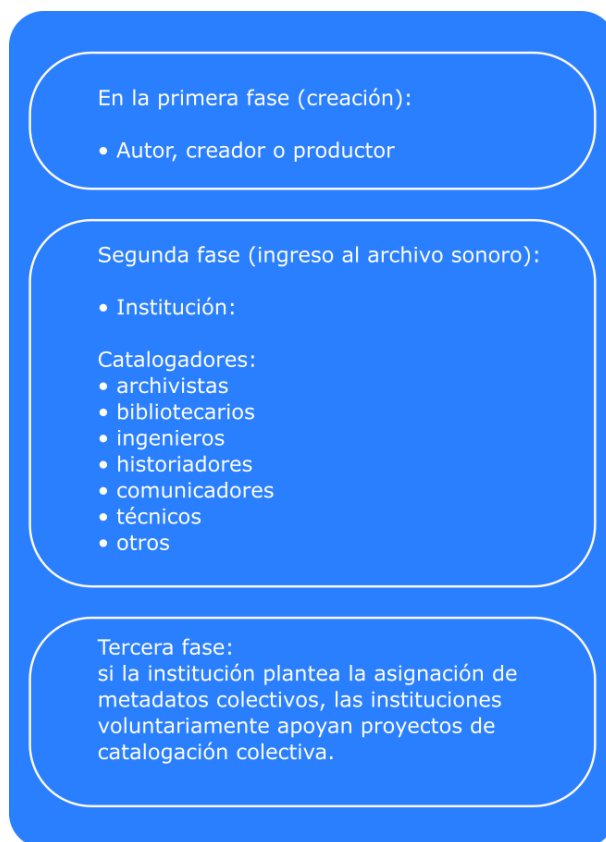 En la primera fase (creación):
• Autor, creador o productor
Segunda fase (ingreso al archivo sonoro):
• Institución:
Catalogadores:
• archivistas
• bibliotecarios
• ingenieros
• historiadores
• comunicadores
• técnicos
• otros
Tercera fase:
si la institución plantea la asignación de
metadatos colectivos, las instituciones
voluntariamente apoyan proyectos de
catalogación colectiva.